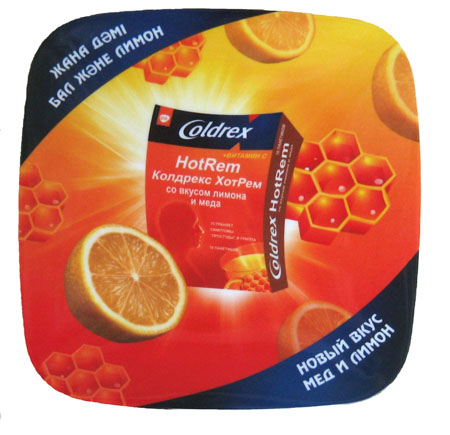 ЖАНА ДӘМІ
БАЛ ЖӘНЕ ЛИМОН
Coldrex
+ВИТАМИН С
HotRem
Колдрекс ХотРем
со вкусом лимона
и меда
Coldrex HotRem
НОВЫЙ ВКУС
МЕД И ЛИМОН